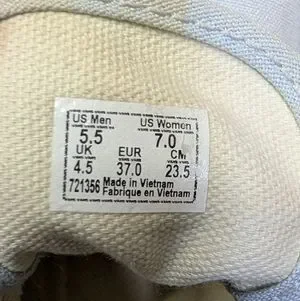 US Men US Women
5.5 7.0
UK EUR CM
4.5 37.0 23.5
721356 Made in Vietnam
Fabrique en Vietnam